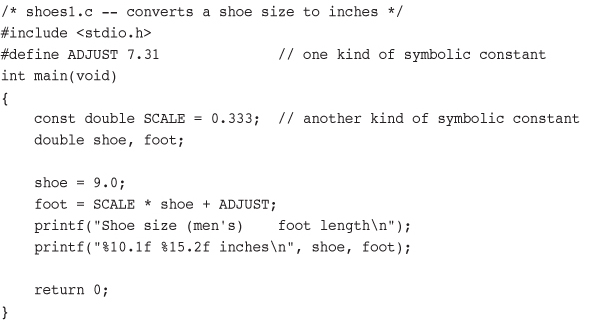 /* shoes1.c -- converts a shoe size to inches */
#include <stdio.h>
#define ADJUST 7.31              // one kind of symbolic constant
int main(void)
{
    const double SCALE = 0.333;  // another kind of symbolic constant
    double shoe, foot;

    shoe = 9.0;
    foot = SCALE * shoe + ADJUST;
    printf("Shoe size (men's)    foot length\n");
    printf("%10.1f %15.2f inches\n", shoe, foot);

    return 0;
}